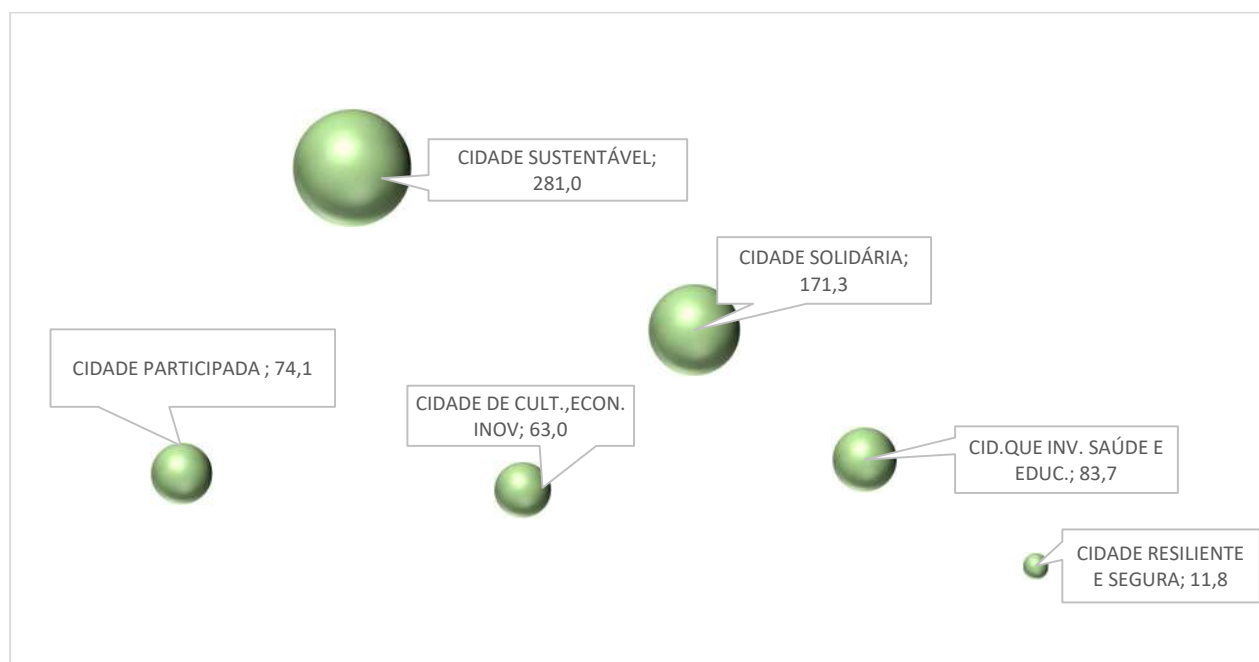 CIDADE SUSTENTÁVEL;
281,0
CIDADE SOLIDÁRIA;
171,3
CIDADE PARTICIPADA ; 74,1
CIDADE DE CULT.,ECON.
INOV; 63,0
CID.QUE INV. SAÚDE E
EDUC.; 83,7
CIDADE RESILIENTE
E SEGURA; 11,8